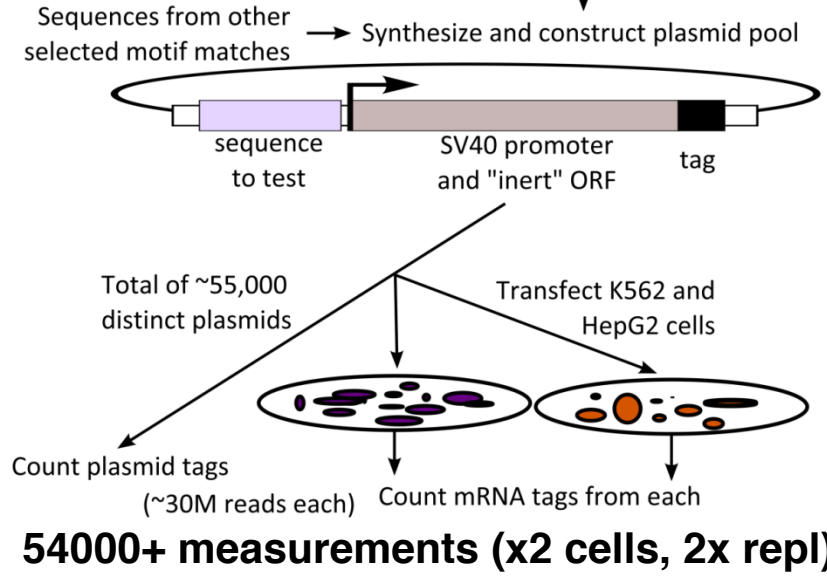 Sequences from other
selected motif matches
Synthesize and construct plasmid pool
sequence
to test
SV40 promoter
and "inert" ORF
tag
Total of ~55,000
distinct plasmids
Transfect K562 and
HepG2 cells
Count plasmid tags
(~30M reads each)
Count mRNA tags from each
54000+ measurements (x2 cells, 2x repl)